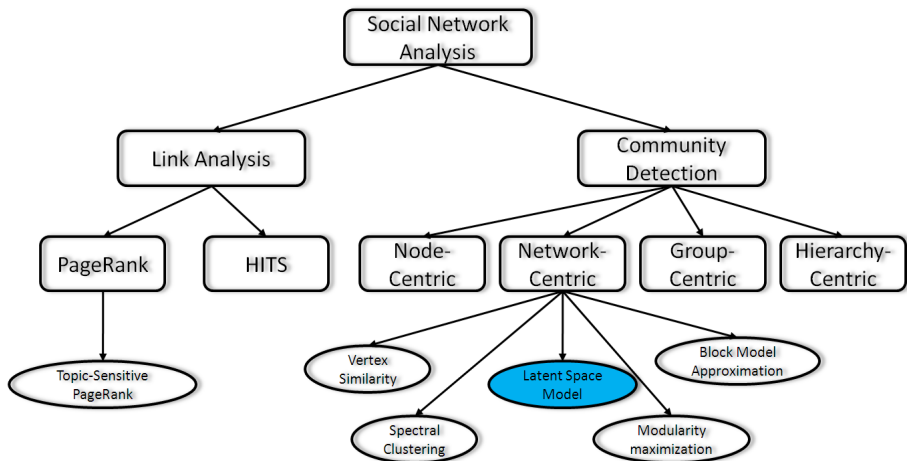 Social Network
Analysis
Link Analysis
Community
Detection
PageRank
HITS
Node-
Centric
Network-
Centric
Group-
Centric
Hierarchy-
Centric
Topic-Sensitive
PageRank
Vertex
Similarity
Latent Space
Model
Block Model
Approximation
Spectral
Clustering
Modularity
maximization